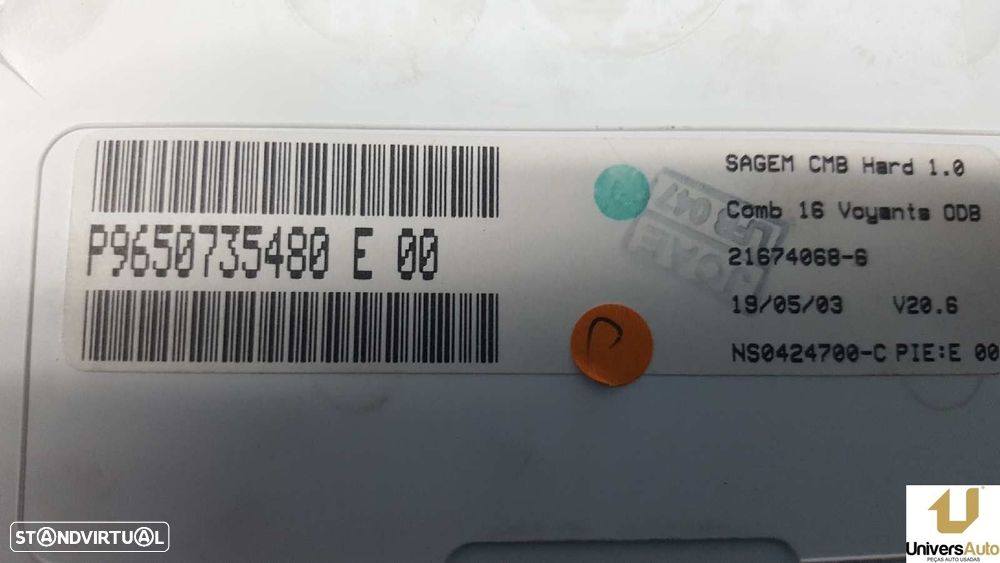 P9650735480 E 00
SAGEM CMB Hard 1.0
Comb 16 Voyants ODB
21674068-6
19/05/03 V20.6
NS0424700-C PIE:E 00
P
STANDVIRTUAL
UniversAuto
PEÇAS AUTO USADAS